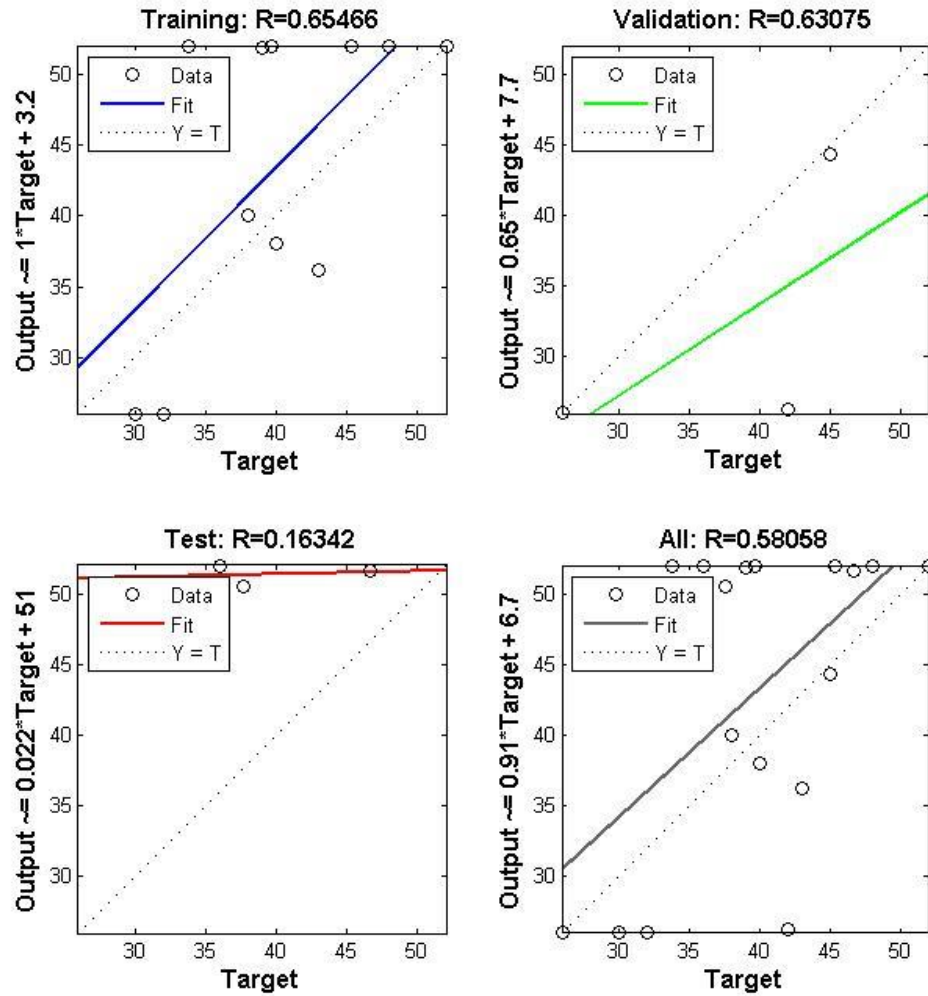 Training: R=0.65466
Output ~= 1*Target + 3.2
50
45
40
35
30
Data
Fit
Y = T
30 35 40 45 50
Target
Validation: R=0.63075
Output ~= 0.65*Target + 7.7
50
45
40
35
30
Data
Fit
Y = T
30 35 40 45 50
Target
Test: R=0.16342
Output ~= 0.022*Target + 51
50
45
40
35
30
Data
Fit
Y = T
30 35 40 45 50
Target
All: R=0.58058
Output ~= 0.91*Target + 6.7
50
45
40
35
30
Data
Fit
Y = T
30 35 40 45 50
Target